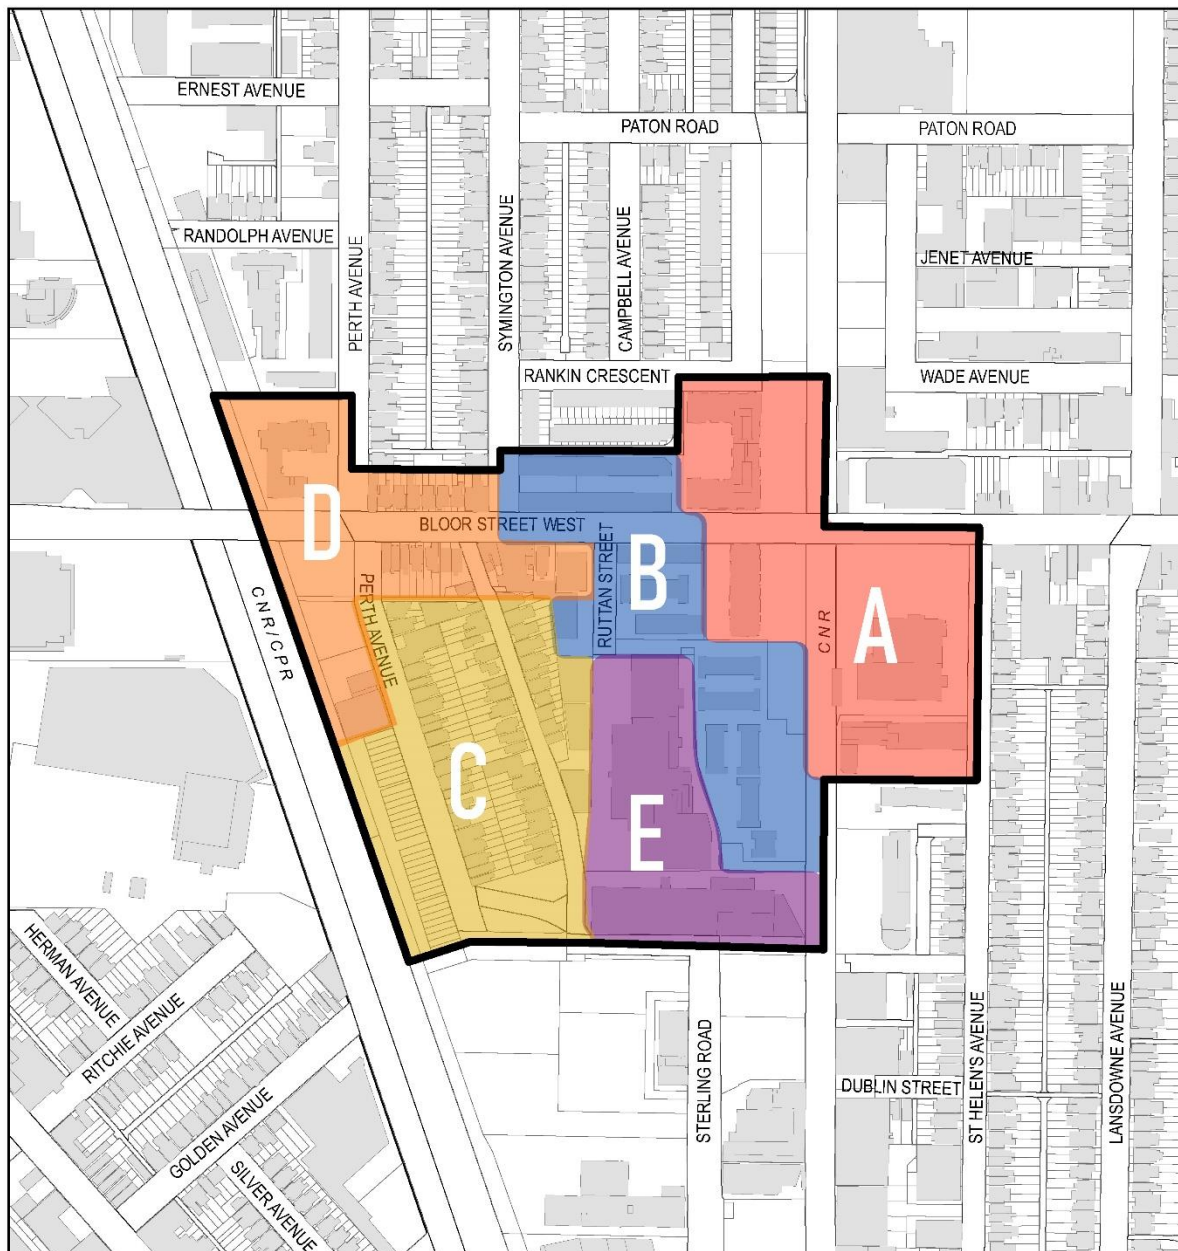 ERNEST AVENUE
PATON ROAD
PATON ROAD
RANDOLPH AVENUE
PERTH AVENUE
SYMINGTON AVENUE
CAMPBELL AVENUE
JENET AVENUE
RANKIN CRESCENT
WADE AVENUE
D
BLOOR STREET WEST
B
RUTTAN STREET
A
CNR
CNR/CPR
PERTH AVENUE
C
E
HERMAN AVENUE
RITCHIE AVENUE
GOLDEN AVENUE
SILVER AVENUE
STERLING ROAD
DUBLIN STREET
ST HELEN'S AVENUE
LANSDOWNE AVENUE